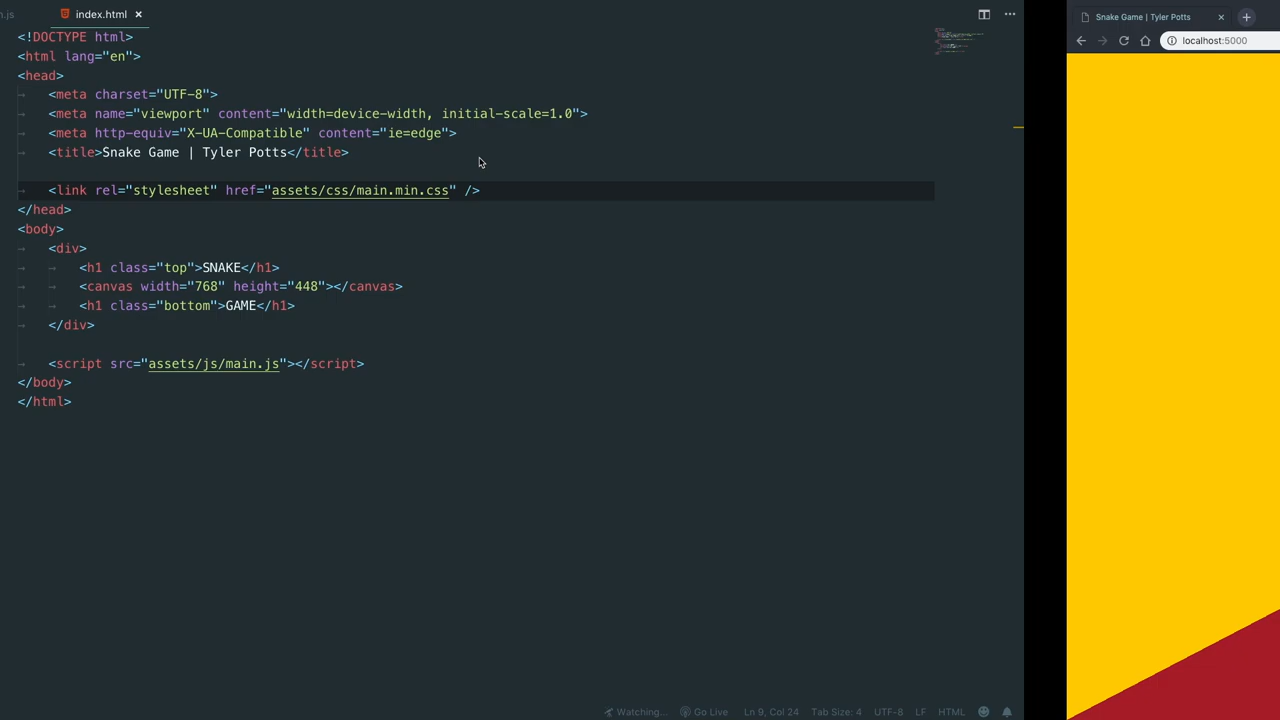 n.js
index.html ×
<!DOCTYPE html>
<html lang="en">
<head>
<meta charset="UTF-8">
<meta name="viewport" content="width=device-width, initial-scale=1.0">
<meta http-equiv="X-UA-Compatible" content="ie=edge">
<title>Snake Game | Tyler Potts</title>
<link rel="stylesheet" href="assets/css/main.min.css" />
</head>
<body>
<div>
<h1 class="top">SNAKE</h1>
<canvas width="768" height="448"></canvas>
<h1 class="bottom">GAME</h1>
</div>
<script src="assets/js/main.js"></script>
</body>
</html>
Watching...
Go Live
Ln 9, Col 24
Tab Size: 4
UTF-8
LF
HTML
Snake Game | Tyler Potts
localhost:5000